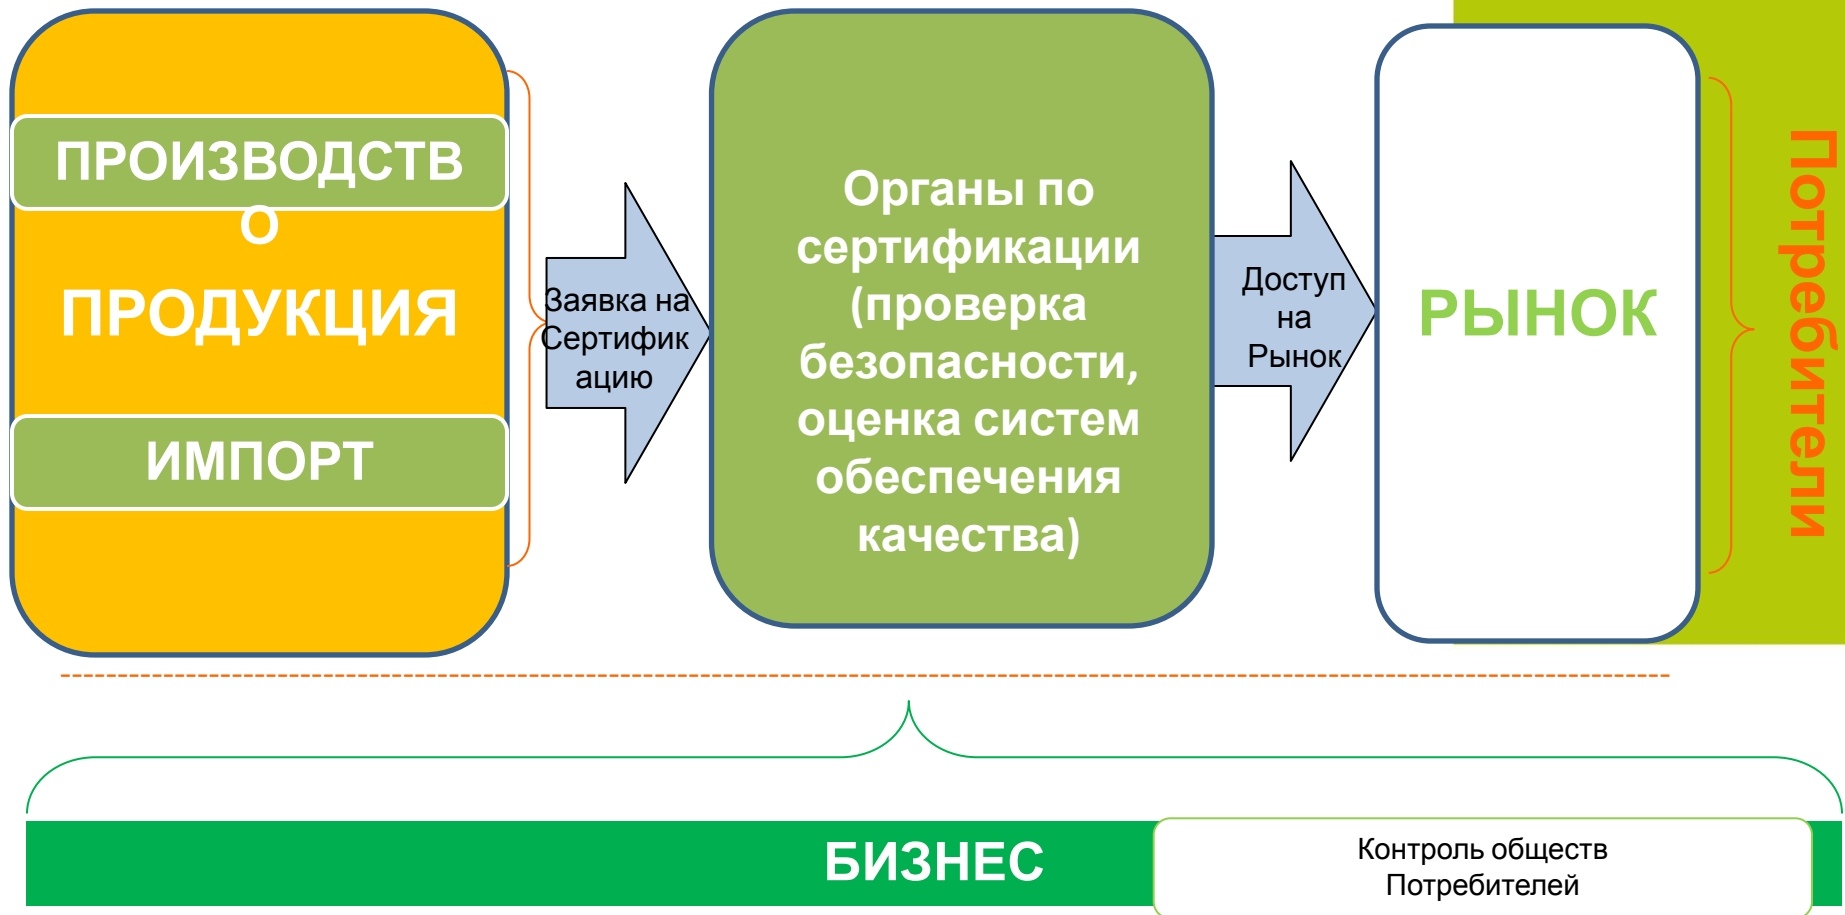 ПРОИЗВОДСТВ
О
ПРОДУКЦИЯ
ИМПОРТ
Заявка на
Сертифик
ацию
Органы по
сертификации
(проверка
безопасности,
оценка систем
обеспечения
качества)
Доступ
на
Рынок
РЫНОК
Потребители
БИЗНЕС
Контроль обществ
Потребителей